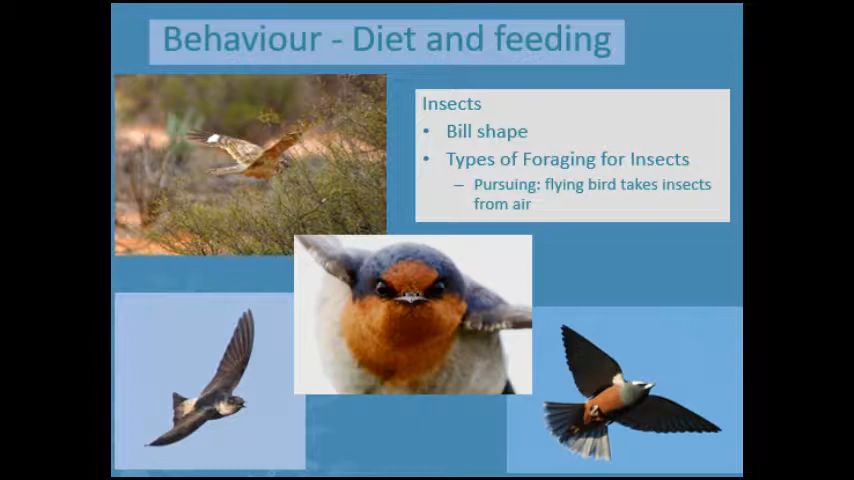 Behaviour - Diet and feeding
Insects
• Bill shape
• Types of Foraging for Insects
– Pursuing: flying bird takes insects
from air